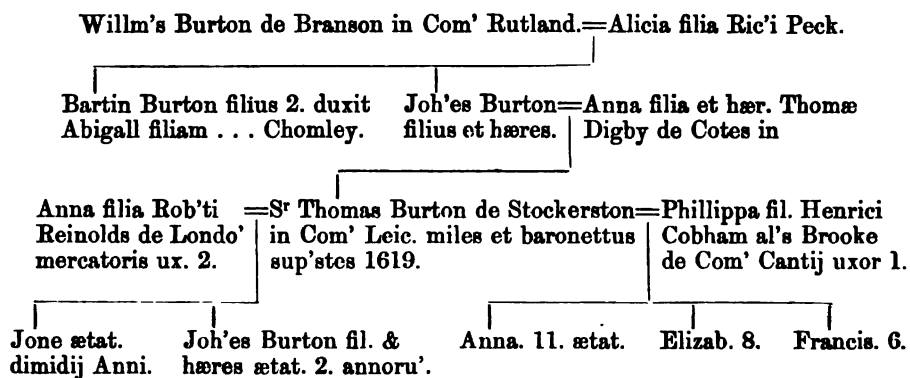 Willm's Burton de Branson in Com' Rutland.=Alicia filia Ric'i Peck.
Bartin Burton filius 2. duxit
Abigall filiam . . . Chomley.
Joh'es Burton=Anna filia et hær. Thomæ
filius et hæres. Digby de Cotes in
Anna filia Rob'ti
Reinolds de Londo'
mercatoris ux. 2.
=Sr Thomas Burton de Stockerston=
in Com' Leic. miles et baronettus
sup'stes 1619.
Phillippa fil. Henrici
Cobham al's Brooke
de Com' Cantij uxor 1.
Jone ætat.
dimidij Anni.
Joh'es Burton fil. &
hæres ætat. 2. annoru'.
Anna. 11. ætat.
Elizab. 8.
Francis. 6.